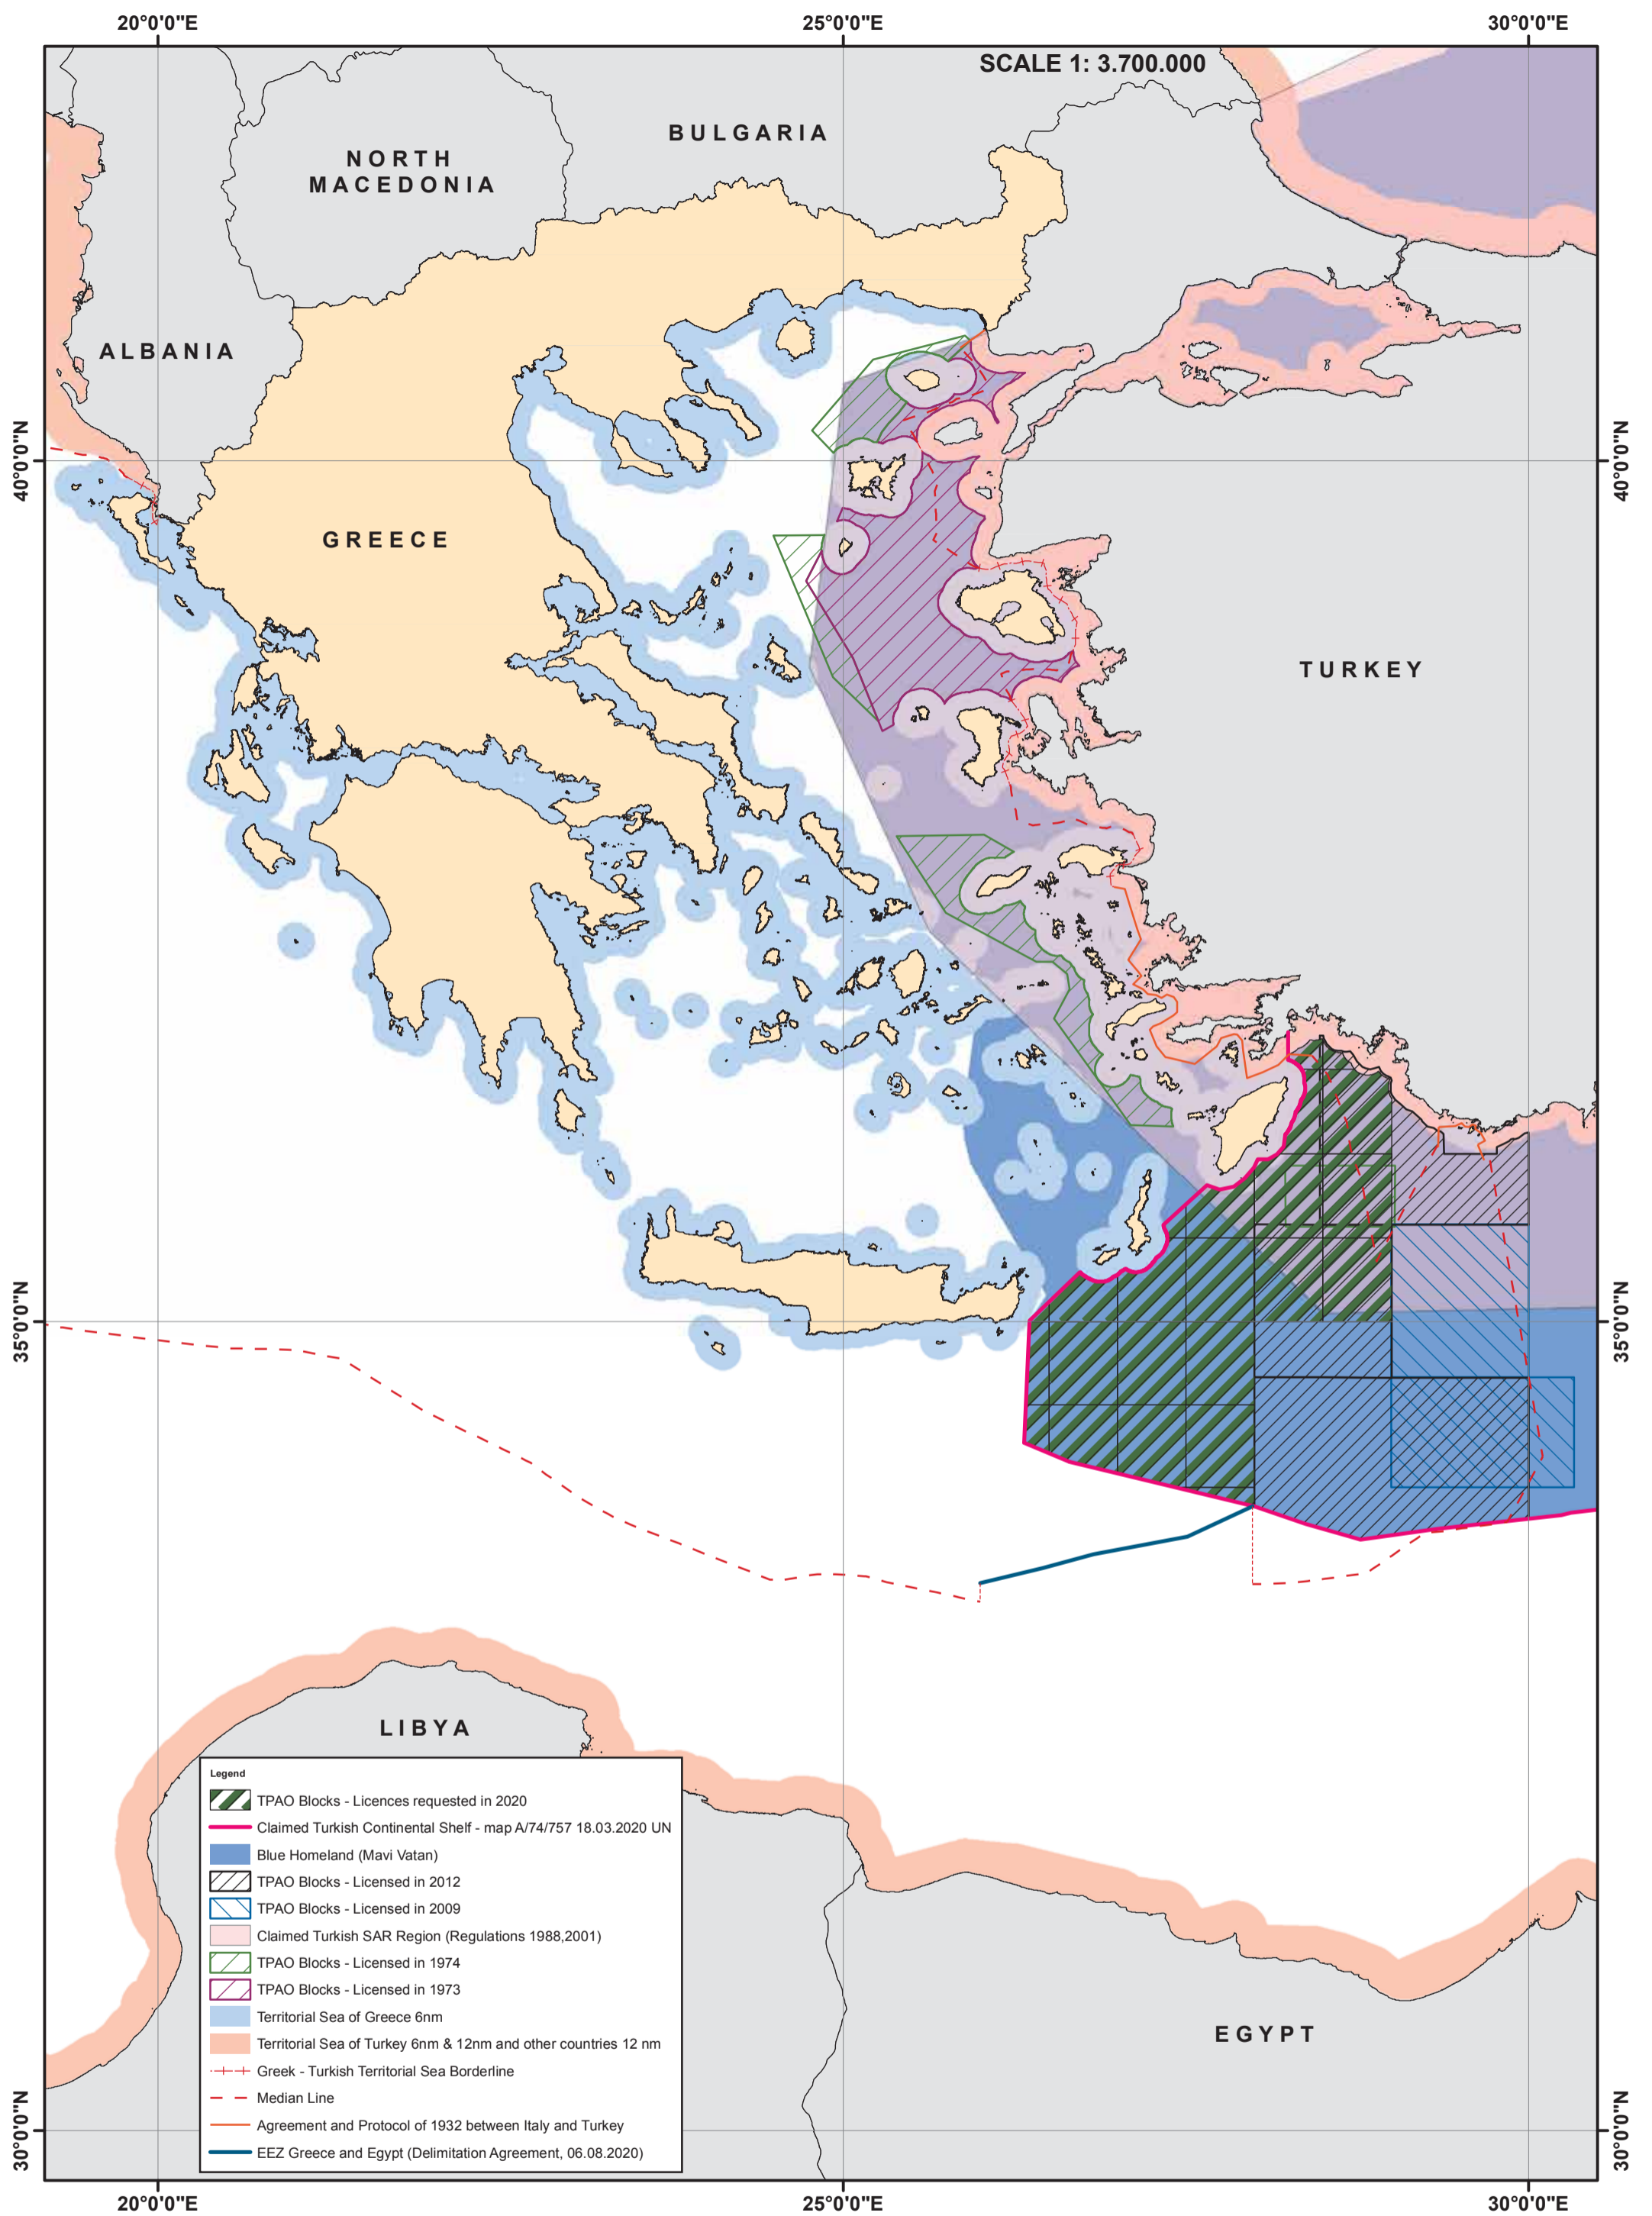 20°0'0"E 25°0'0"E 30°0'0"E
SCALE 1: 3.700.000
BULGARIA
NORTH
MACEDONIA
ALBANIA
40°0'0"N
40°0'0"N
GREECE
TURKEY
35°0'0"N
35°0'0"N
LIBYA
Legend
TPAO Blocks - Licences requested in 2020
Claimed Turkish Continental Shelf - map A/74/757 18.03.2020 UN
Blue Homeland (Mavi Vatan)
TPAO Blocks - Licensed in 2012
TPAO Blocks - Licensed in 2009
Claimed Turkish SAR Region (Regulations 1988,2001)
TPAO Blocks - Licensed in 1974
TPAO Blocks - Licensed in 1973
Territorial Sea of Greece 6nm
Territorial Sea of Turkey 6nm & 12nm and other countries 12 nm
Greek - Turkish Territorial Sea Borderline
Median Line
Agreement and Protocol of 1932 between Italy and Turkey
EEZ Greece and Egypt (Delimitation Agreement, 06.08.2020)
EGYPT
30°0'0"N
30°0'0"N
20°0'0"E 25°0'0"E 30°0'0"E